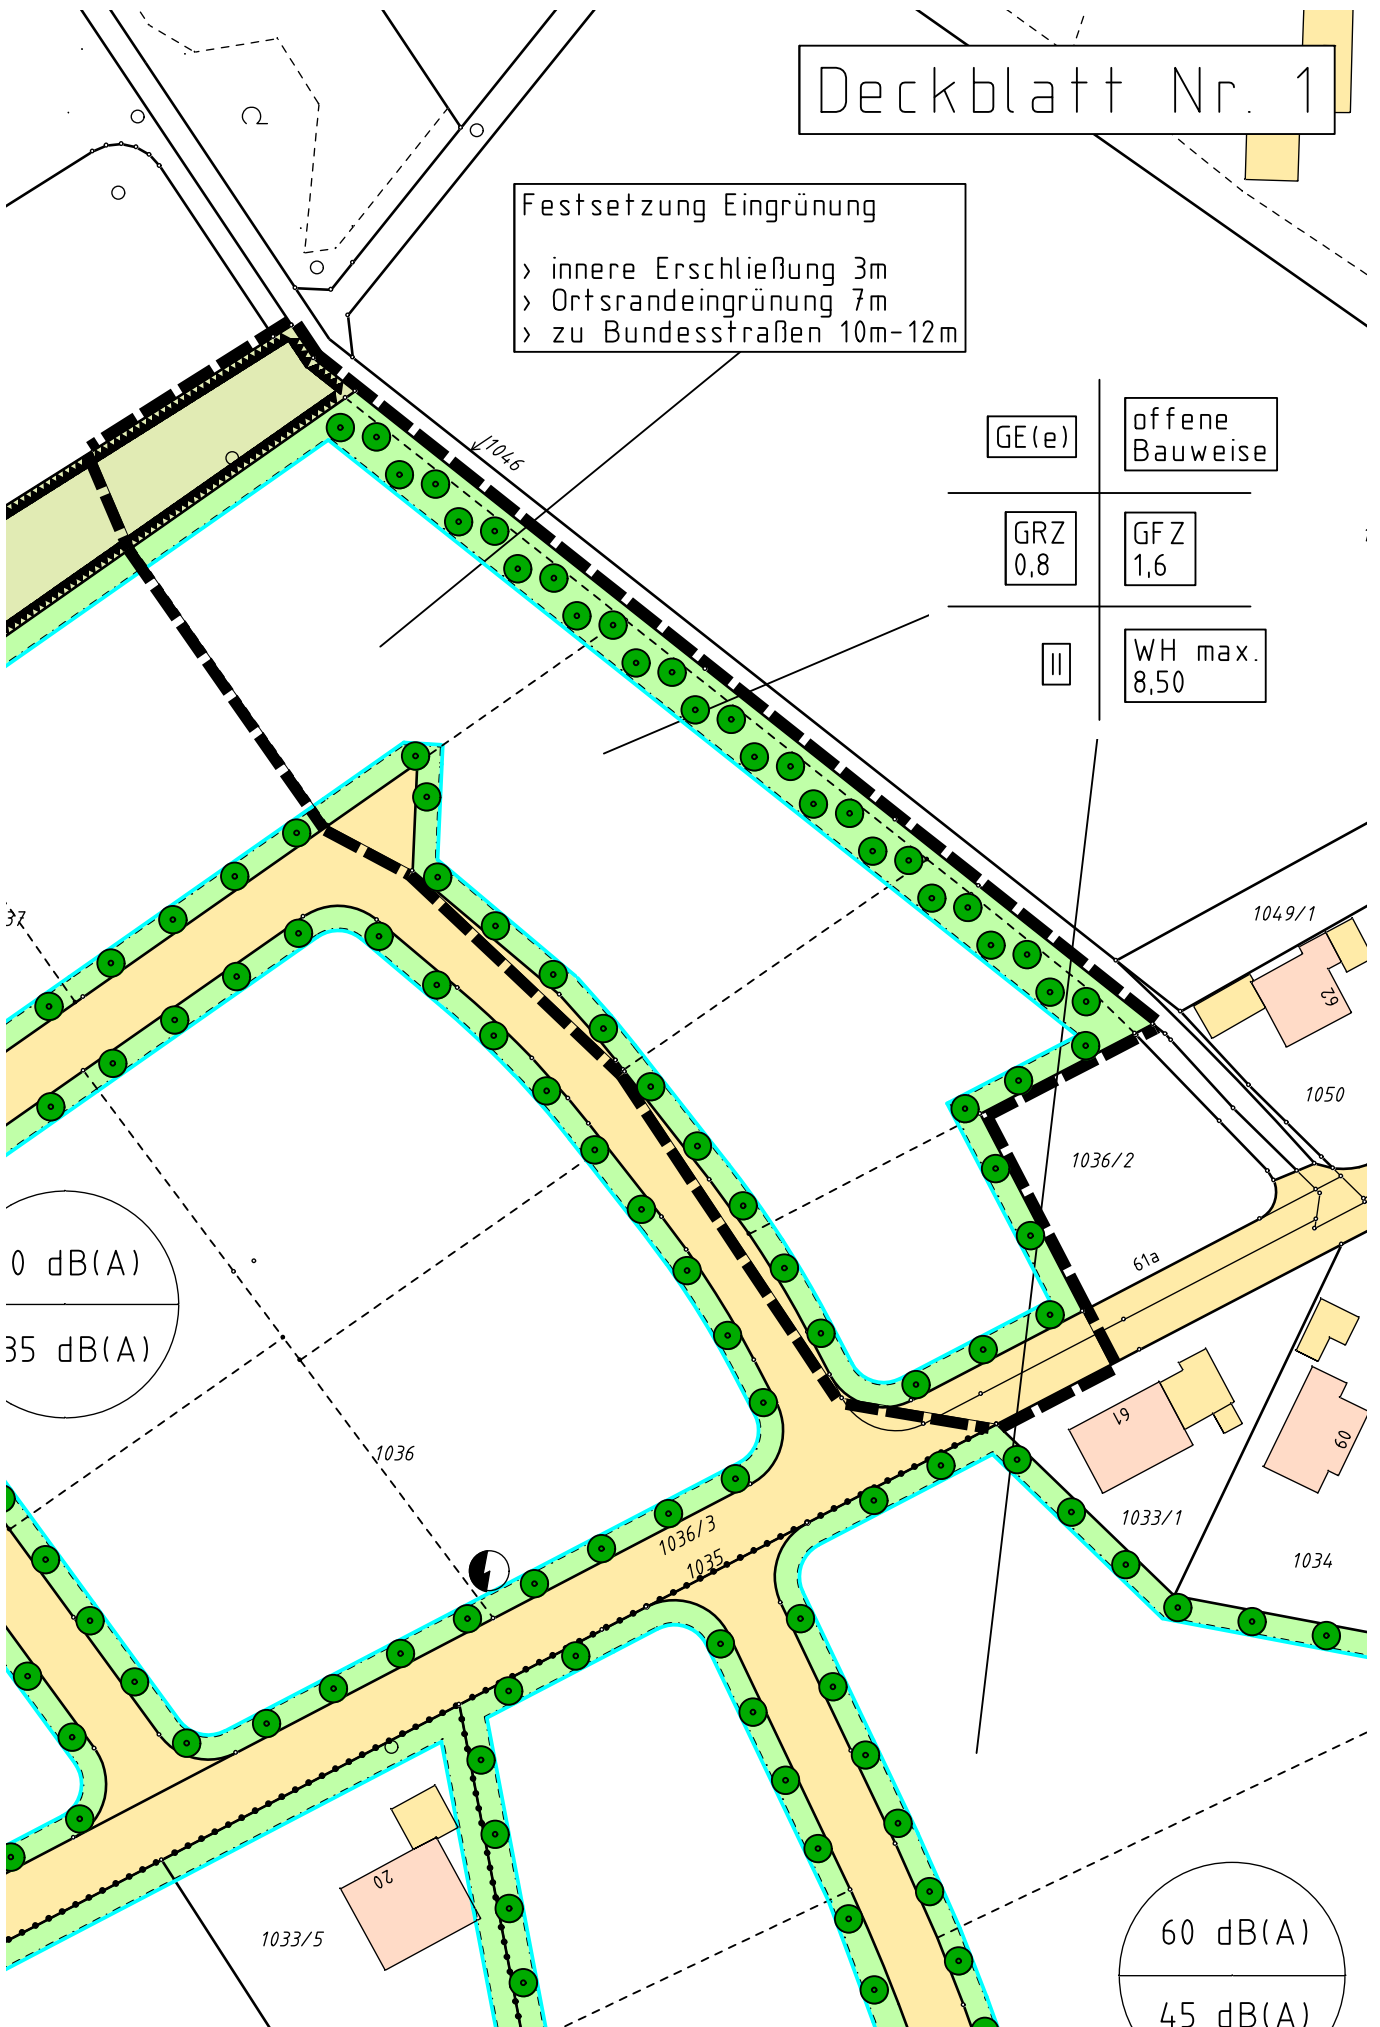 Deckblatt Nr. 1
Festsetzung Eingrünung
> innere Erschließung 3m
> Ortsrandeingrünung 7m
> zu Bundesstraßen 10m-12m
GE(e)
offene
Bauweise
GRZ
0,8
GFZ
1,6
II
WH max.
8,50
1046
1049/1
62
37
1050
1036/2
61a
0 dB(A)
35 dB(A)
61
60
1036
1036/3
1035
1033/1
1034
20
1033/5
60 dB(A)
45 dB(A)